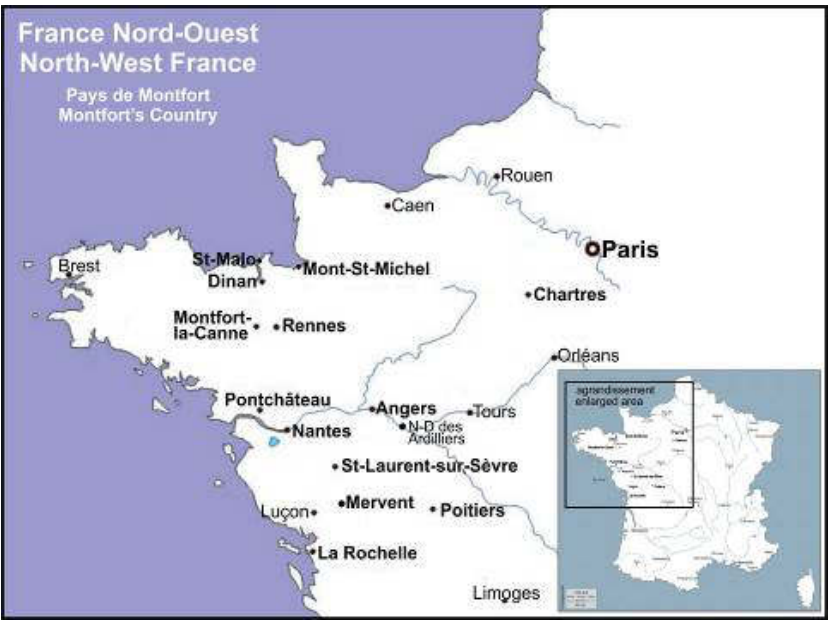 France Nord-Ouest
North-West France
Pays de Montfort
Montfort's Country
Rouen
Caen
Paris
St-Malo
Mont-St-Michel
Brest
Dinan
Chartres
Montfort-
la-Canne
Rennes
Orléans
Pontchâteau
Angers
Tours
N-D des
Ardilliers
Nantes
St-Laurent-sur-Sèvre
Mervent
Luçon
Poitiers
La Rochelle
Limoges
agrandissement
enlarged area
Paris